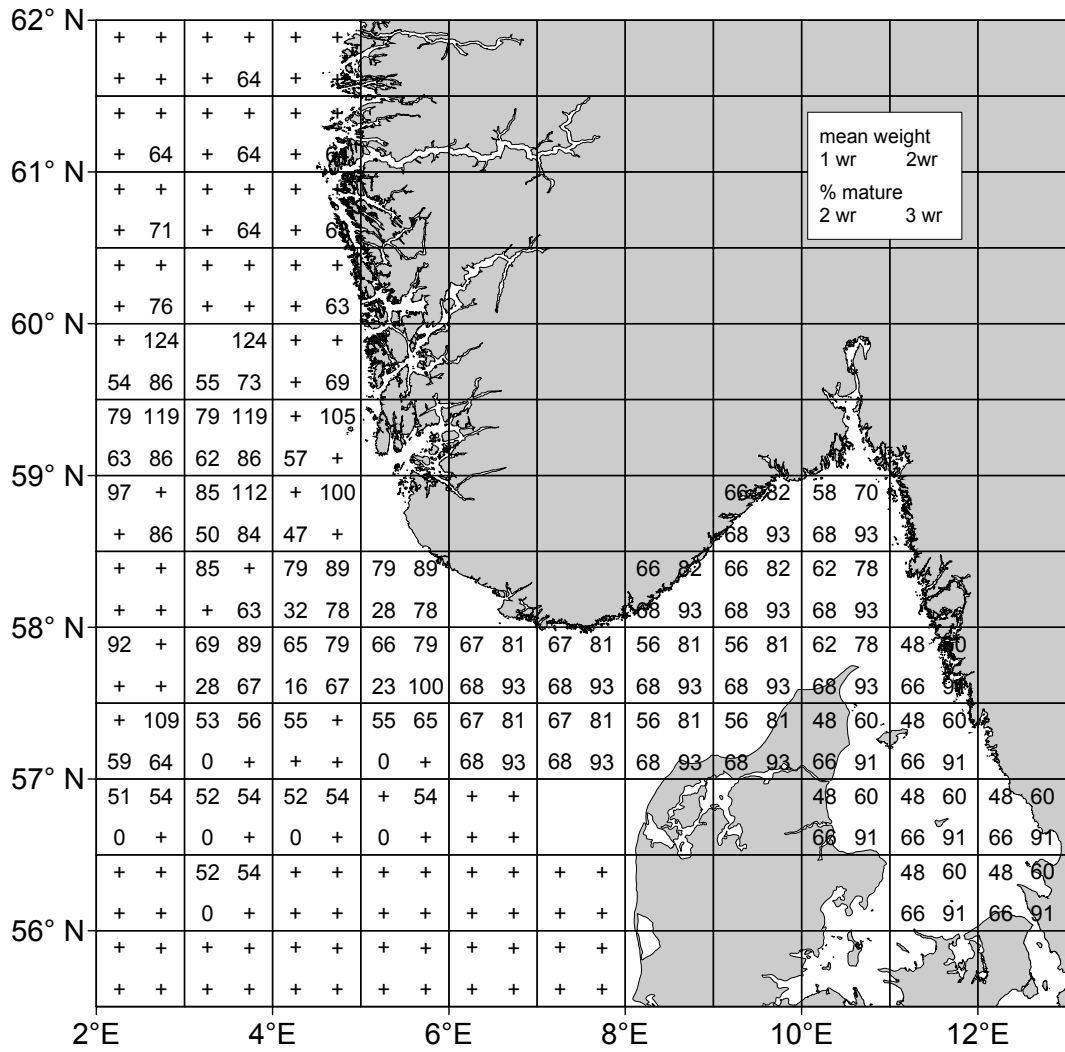 62° N
+ + + + + +
+ + + 64 + +
+ + + + + +
mean weight
1 wr 2wr
% mature
2 wr 3 wr
+ 64 + 64 +
61° N
+ + + + + +
+ 71 + 64 +
+ + + + + +
+ 76 + + + 63
60° N
+ 124 124 + +
54 86 55 73 + 69
79 119 79 119 + 105
63 86 62 86 57 +
59° N
97 + 85 112 + 100 66 82 58 70
+ 86 50 84 47 + 68 93 68 93
+ + 85 + 79 89 79 89 66 82 66 82 62 78
+ + + 63 32 78 28 78 68 93 68 93 68 93
58° N
92 + 69 89 65 79 66 79 67 81 67 81 56 81 56 81 62 78 48
+ + 28 67 16 67 23 100 68 93 68 93 68 93 68 93 68 93 66
+ 109 53 56 55 + 55 65 67 81 67 81 56 81 56 81 48 60 48 60
59 64 0 + + + 0 + 68 93 68 93 68 93 68 93 66 91 66 91
57° N
51 54 52 54 52 54 + 54 + + 48 60 48 60 48 60
0 + 0 + 0 + 0 + + + 66 91 66 91 66 91
+ + 52 54 + + + + + + + + 48 60 48 60
+ + 0 + + + + + + + + + 66 91 66 91
56° N
+ + + + + + + + + + + +
+ + + + + + + + + + + +
2°E 4°E 6°E 8°E 10°E 12°E